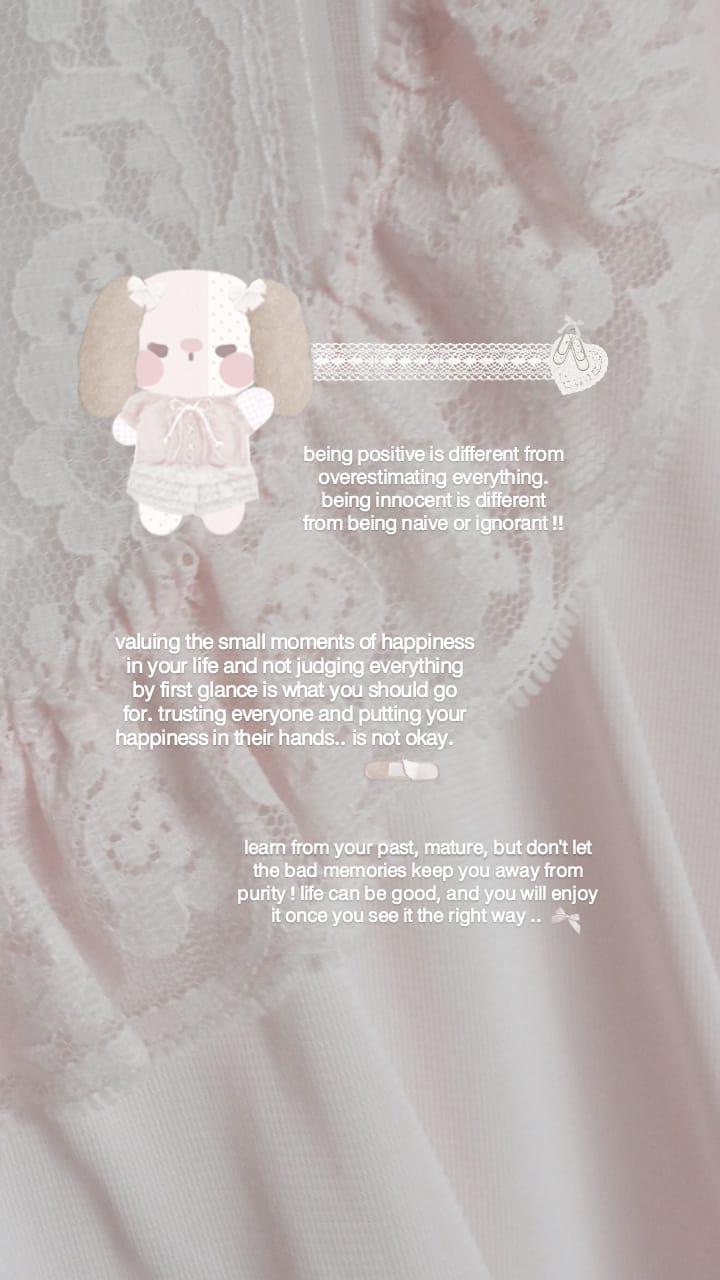 being positive is different from
overestimating everything.
being innocent is different
from being naive or ignorant !!
valuing the small moments of happiness
in your life and not judging everything
by first glance is what you should go
for. trusting everyone and putting your
happiness in their hands.. is not okay.
learn from your past, mature, but don't let
the bad memories keep you away from
purity ! life can be good, and you will enjoy
it once you see it the right way ..